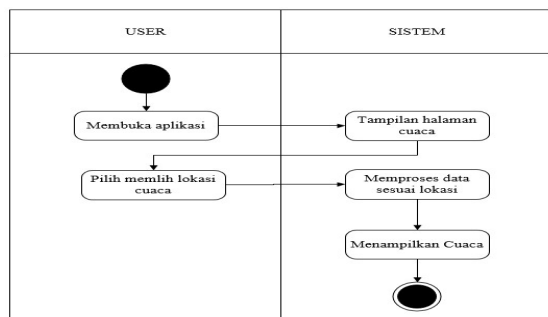 USER
SISTEM
Membuka aplikasi
Tampilan halaman
cuaca
Pilih memlih lokasi
cuaca
Memproses data
sesuai lokasi
Menampilkan Cuaca